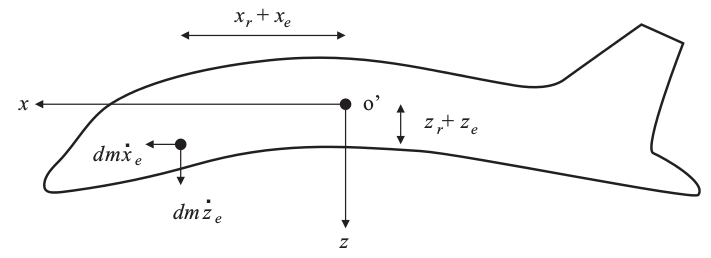 x_r + x_e
x
o'
z_r + z_e
dmẋ_e
dmż_e
z